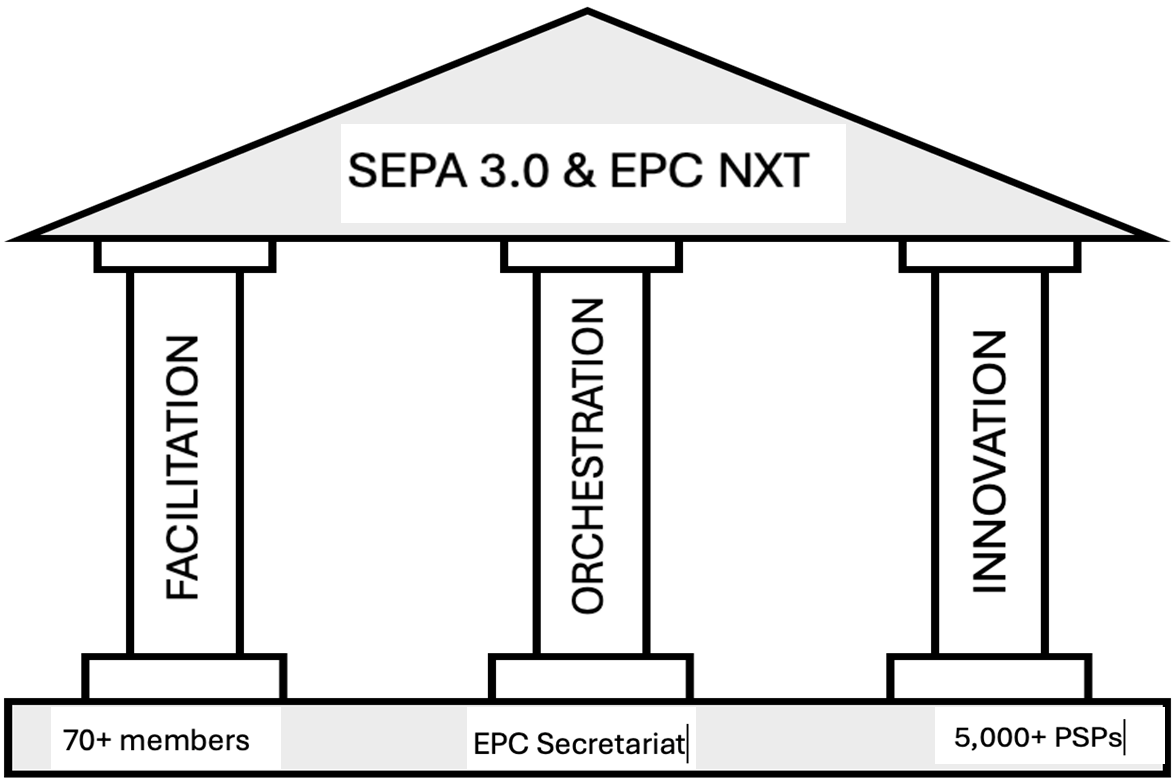 SEPA 3.0 & EPC NXT
FACILITATION
ORCHESTRATION
INNOVATION
70+ members
EPC Secretariat
5,000+ PSPs